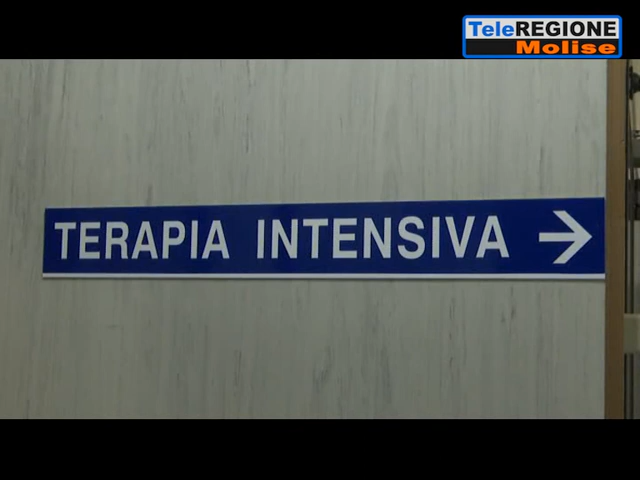 TeleREGIONE
Molise
TERAPIA INTENSIVA →